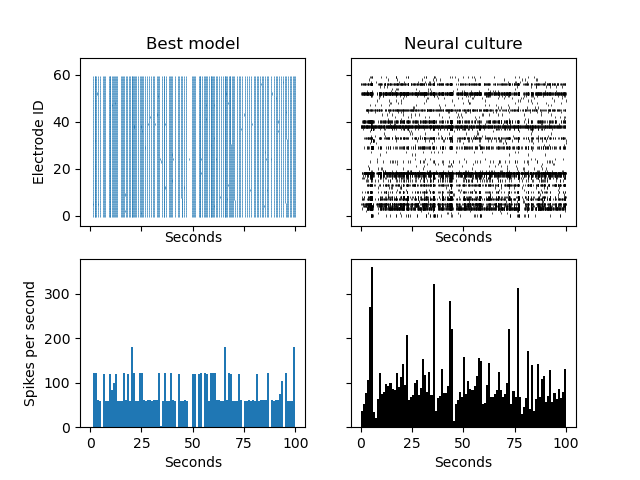 Best model
Neural culture
60
40
20
0
Electrode ID
Seconds
Seconds
300
200
100
0
Spikes per second
0
25
50
75
100
0
25
50
75
100
Seconds
Seconds